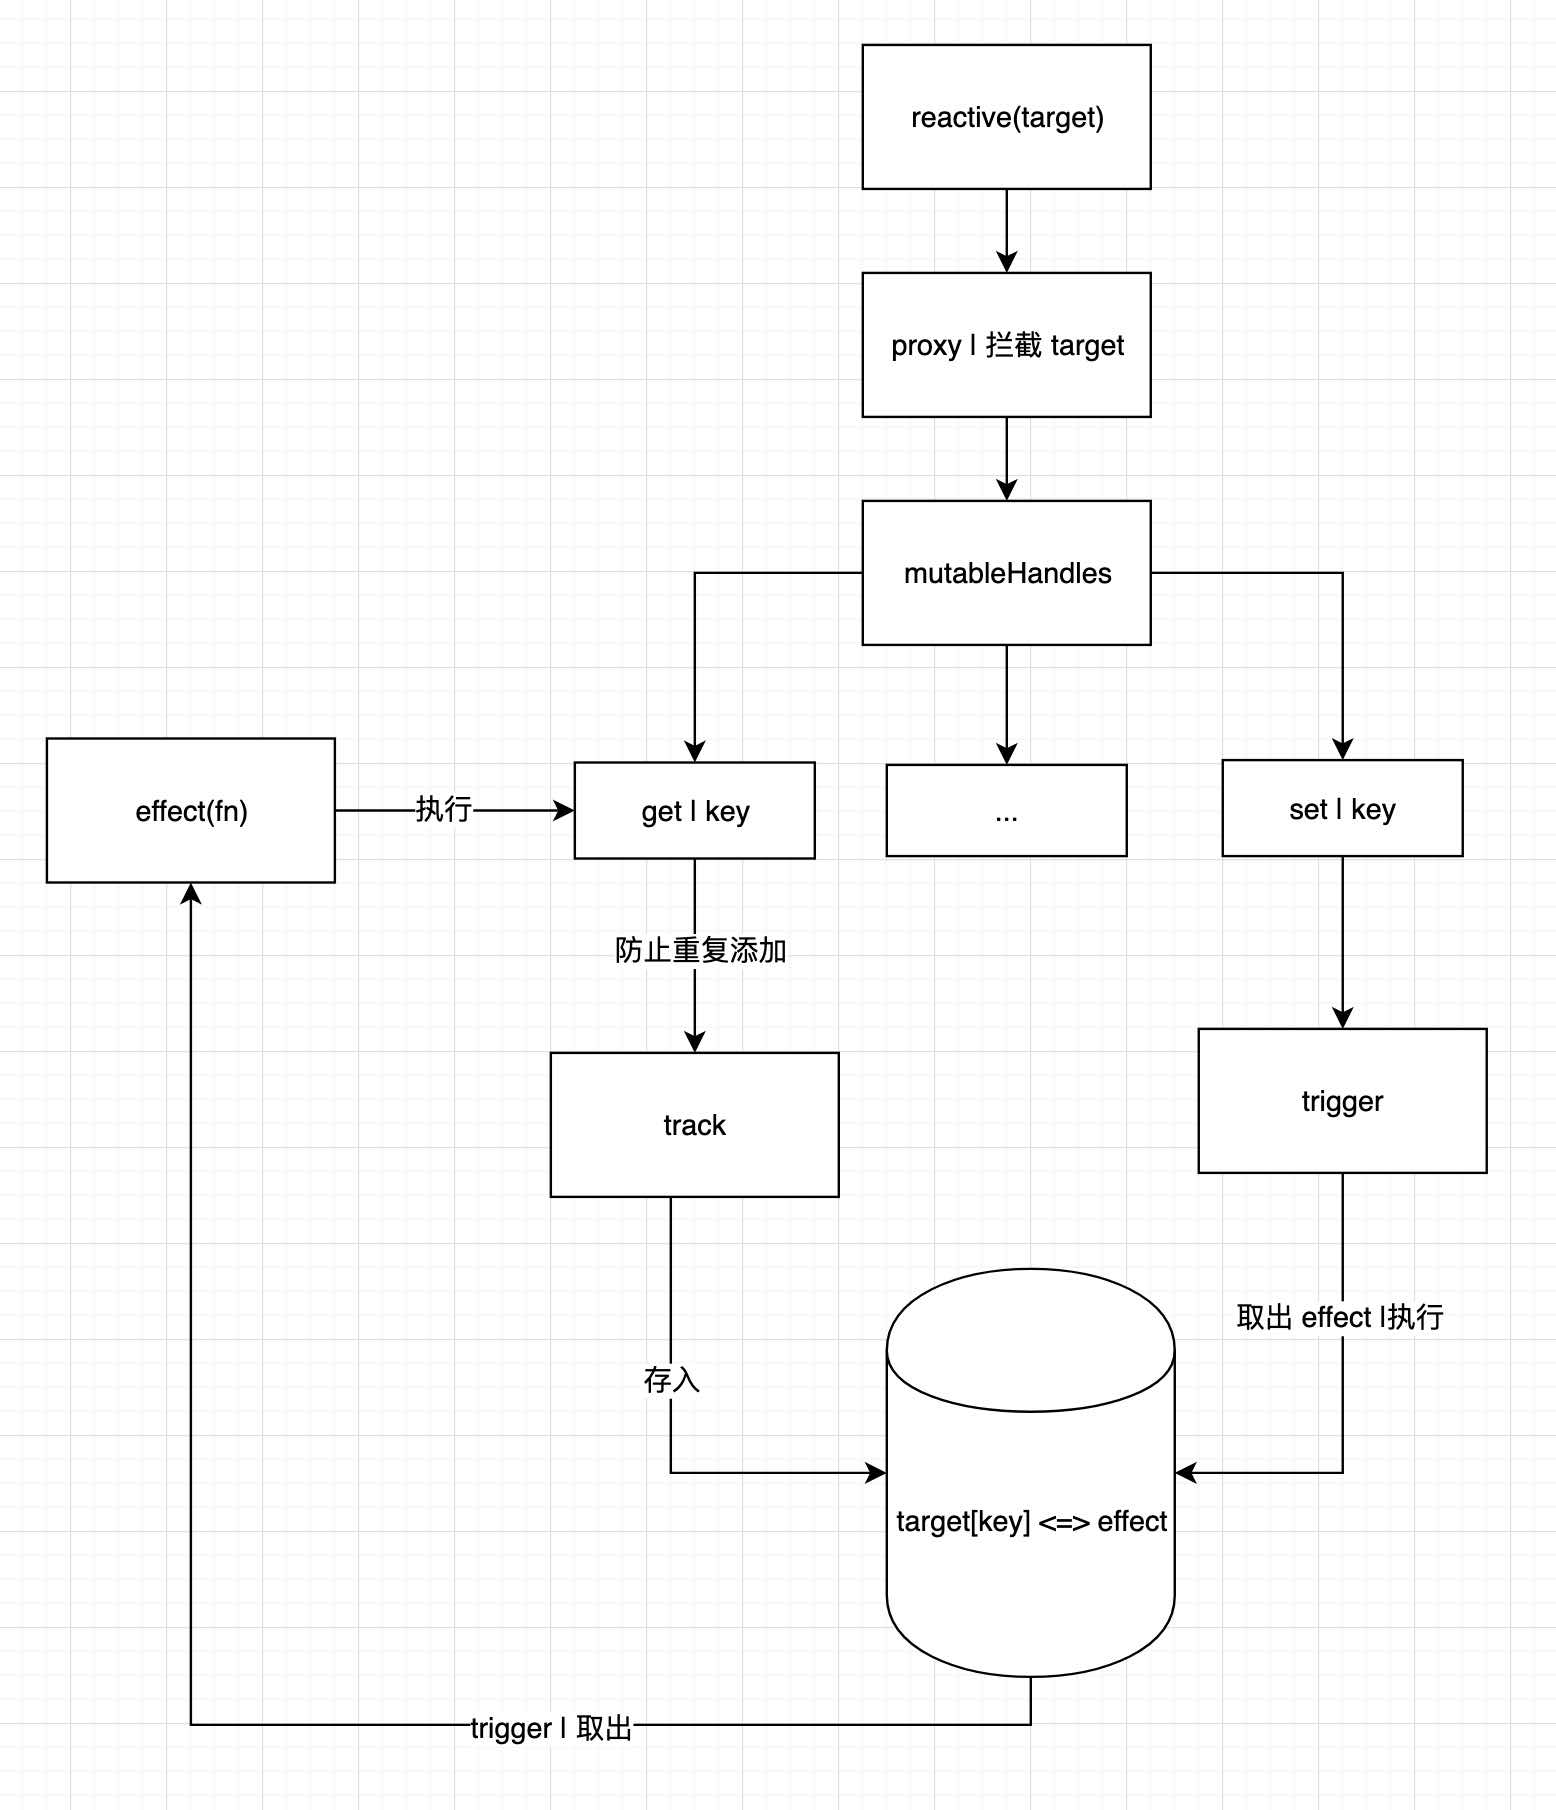 reactive(target)
proxy | 拦截 target
mutableHandles
effect(fn)
执行
get | key
...
set | key
防止重复添加
track
trigger
取出 effect |执行
存入
target[key] <=> effect
trigger | 取出